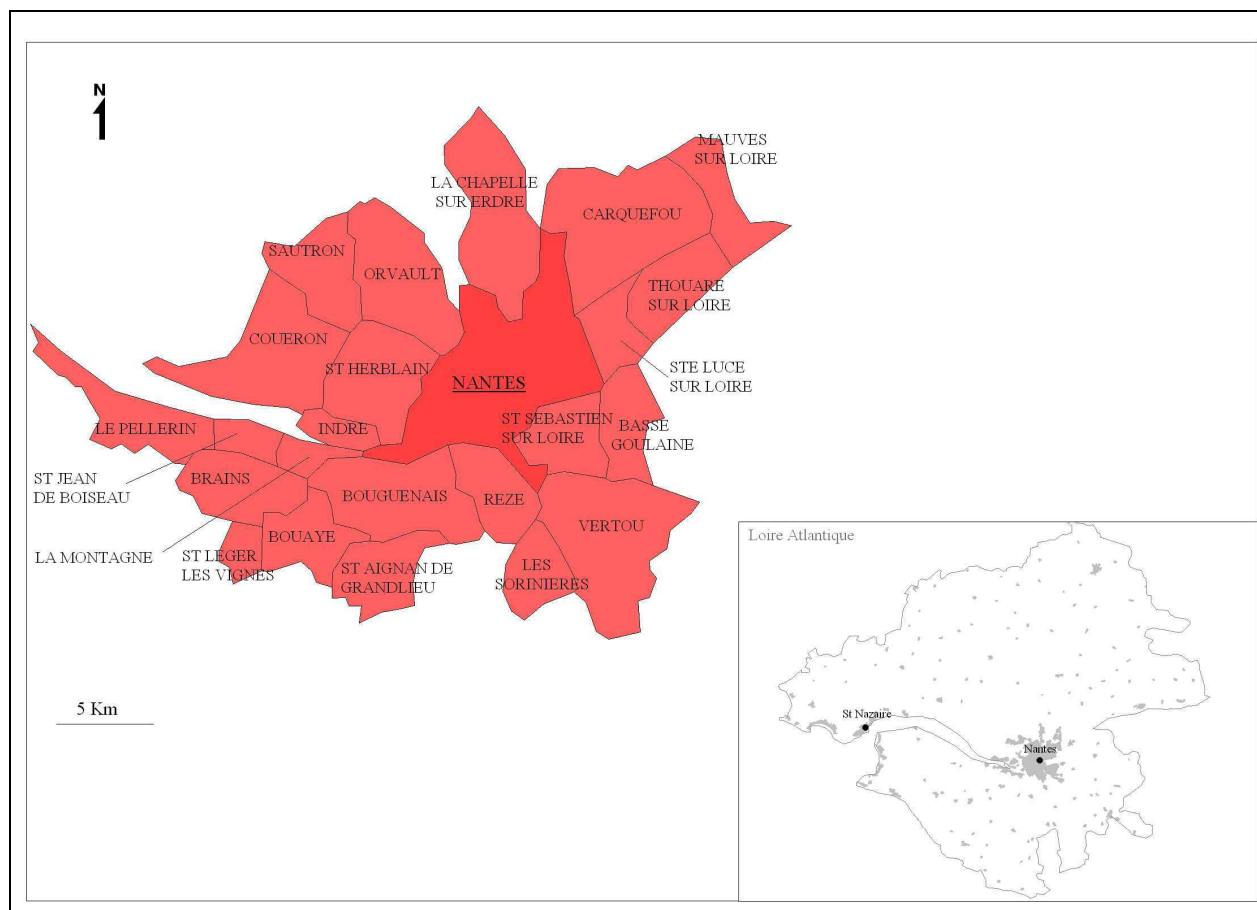 N
MAUVES
SUR LOIRE
LA CHAPELLE
SUR ERDRE
CARQUEFOU
SAUTRON
ORVAULT
THOUARE
SUR LOIRE
COUERON
ST HERBLAIN
STE LUCE
SUR LOIRE
NANTES
LE PELLERIN
INDRE
ST SEBASTIEN
SUR LOIRE
BASSE
GOULAINE
ST JEAN
DE BOISEAU
BRAINS
BOUGUENAIS
REZE
VERTOU
LA MONTAGNE
BOUAYE
ST LEGER
LES VIGNES
ST AIGNAN DE
GRANDLIEU
LES
SORINIERES
5 Km
Loire Atlantique
St Nazaire
Nantes